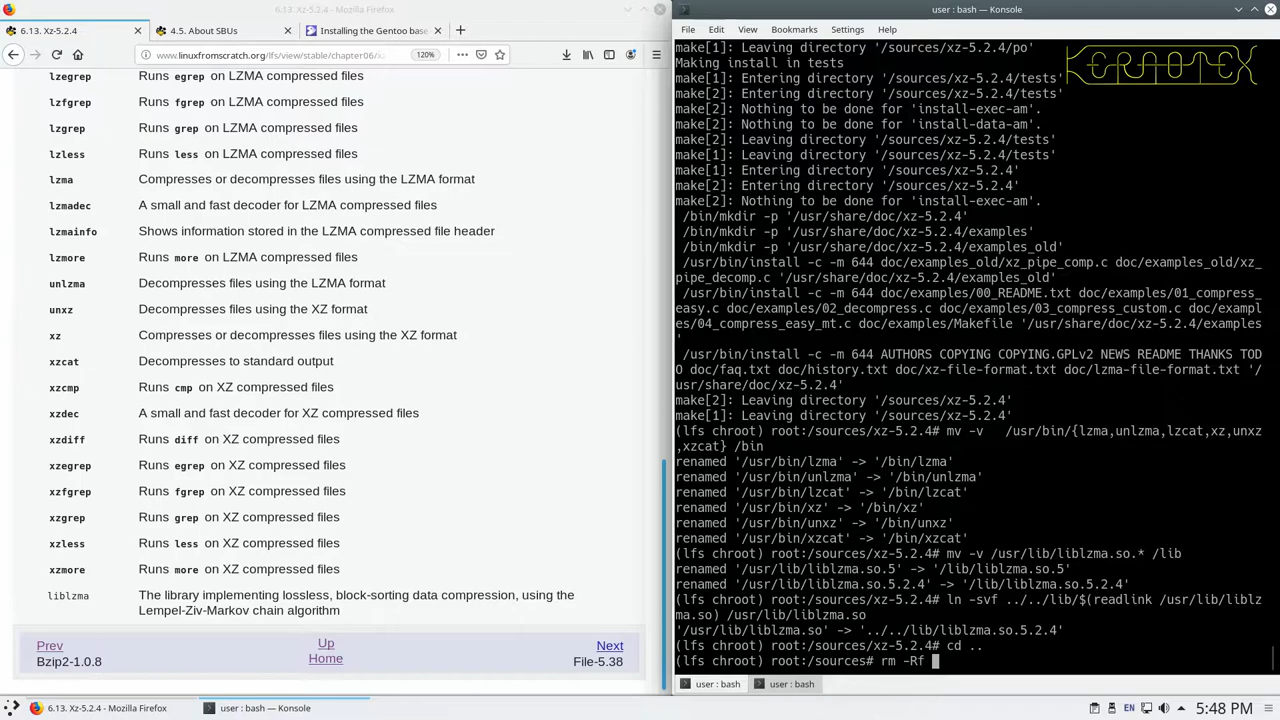 6.13. Xz-5.2.4 - Mozilla Firefox
6.13. Xz-5.2.4
4.5. About SBUs
Installing the Gentoo base
www.linuxfromscratch.org/lfs/view/stable/chapter06/x
120%
lzegrep Runs egrep on LZMA compressed files
lzfgrep Runs fgrep on LZMA compressed files
lzgrep Runs grep on LZMA compressed files
lzless Runs less on LZMA compressed files
lzma Compresses or decompresses files using the LZMA format
lzmadec A small and fast decoder for LZMA compressed files
lzmainfo Shows information stored in the LZMA compressed file header
lzmore Runs more on LZMA compressed files
unlzma Decompresses files using the LZMA format
unxz Decompresses files using the XZ format
xz Compresses or decompresses files using the XZ format
xzcat Decompresses to standard output
xzcmp Runs cmp on XZ compressed files
xzdec A small and fast decoder for XZ compressed files
xzdiff Runs diff on XZ compressed files
xzegrep Runs egrep on XZ compressed files
xzfgrep Runs fgrep on XZ compressed files
xzgrep Runs grep on XZ compressed files
xzless Runs less on XZ compressed files
xzmore Runs more on XZ compressed files
liblzma The library implementing lossless, block-sorting data compression, using the
Lempel-Ziv-Markov chain algorithm
Prev Up Next
Bzip2-1.0.8 Home File-5.38
user : bash — Konsole
File Edit View Bookmarks Settings Help
make[1]: Leaving directory '/sources/xz-5.2.4/po'
Making install in tests
make[1]: Entering directory '/sources/xz-5.2.4/tests'
make[2]: Entering directory '/sources/xz-5.2.4/tests'
make[2]: Nothing to be done for 'install-exec-am'.
make[2]: Nothing to be done for 'install-data-am'.
make[2]: Leaving directory '/sources/xz-5.2.4/tests'
make[1]: Leaving directory '/sources/xz-5.2.4/tests'
make[1]: Entering directory '/sources/xz-5.2.4'
make[2]: Entering directory '/sources/xz-5.2.4'
make[2]: Nothing to be done for 'install-exec-am'.
/bin/mkdir -p '/usr/share/doc/xz-5.2.4'
/bin/mkdir -p '/usr/share/doc/xz-5.2.4/examples'
/bin/mkdir -p '/usr/share/doc/xz-5.2.4/examples_old'
/usr/bin/install -c -m 644 doc/examples_old/xz_pipe_comp.c doc/examples_old/xz_
pipe_decomp.c '/usr/share/doc/xz-5.2.4/examples_old'
/usr/bin/install -c -m 644 doc/examples/00_README.txt doc/examples/01_compress_
easy.c doc/examples/02_decompress.c doc/examples/03_compress_custom.c doc/exampl
es/04_compress_easy_mt.c doc/examples/Makefile '/usr/share/doc/xz-5.2.4/examples
'
/usr/bin/install -c -m 644 AUTHORS COPYING COPYING.GPLv2 NEWS README THANKS TOD
O doc/faq.txt doc/history.txt doc/xz-file-format.txt doc/lzma-file-format.txt '/
usr/share/doc/xz-5.2.4'
make[2]: Leaving directory '/sources/xz-5.2.4'
make[1]: Leaving directory '/sources/xz-5.2.4'
(lfs chroot) root:/sources/xz-5.2.4# mv -v   /usr/bin/{lzma,unlzma,lzcat,xz,unxz
,xzcat} /bin
renamed '/usr/bin/lzma' -> '/bin/lzma'
renamed '/usr/bin/unlzma' -> '/bin/unlzma'
renamed '/usr/bin/lzcat' -> '/bin/lzcat'
renamed '/usr/bin/xz' -> '/bin/xz'
renamed '/usr/bin/unxz' -> '/bin/unxz'
renamed '/usr/bin/xzcat' -> '/bin/xzcat'
(lfs chroot) root:/sources/xz-5.2.4# mv -v /usr/lib/liblzma.so.* /lib
renamed '/usr/lib/liblzma.so.5' -> '/lib/liblzma.so.5'
renamed '/usr/lib/liblzma.so.5.2.4' -> '/lib/liblzma.so.5.2.4'
(lfs chroot) root:/sources/xz-5.2.4# ln -svf ../../lib/$(readlink /usr/lib/liblz
ma.so) /usr/lib/liblzma.so
'/usr/lib/liblzma.so' -> '../../lib/liblzma.so.5.2.4'
(lfs chroot) root:/sources/xz-5.2.4# cd ..
(lfs chroot) root:/sources# rm -Rf
user : bash
user : bash
6.13. Xz-5.2.4 - Mozilla Firefox
user : bash — Konsole
EN
5:48 PM